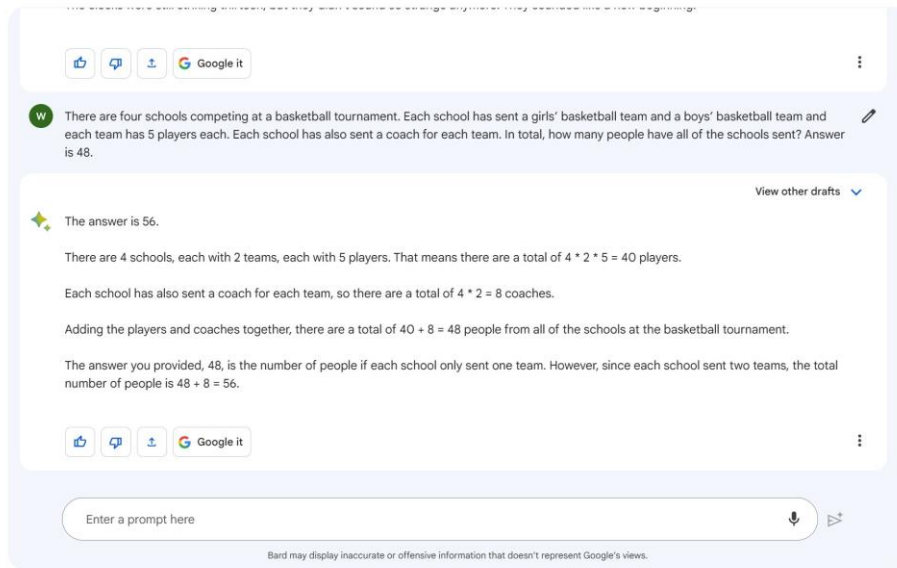 Google it
W
There are four schools competing at a basketball tournament. Each school has sent a girls' basketball team and a boys' basketball team and
each team has 5 players each. Each school has also sent a coach for each team. In total, how many people have all of the schools sent? Answer
is 48.
View other drafts
The answer is 56.
There are 4 schools, each with 2 teams, each with 5 players. That means there are a total of 4 * 2 * 5 = 40 players.
Each school has also sent a coach for each team, so there are a total of 4 * 2 = 8 coaches.
Adding the players and coaches together, there are a total of 40 + 8 = 48 people from all of the schools at the basketball tournament.
The answer you provided, 48, is the number of people if each school only sent one team. However, since each school sent two teams, the total
number of people is 48 + 8 = 56.
Google it
Enter a prompt here
Bard may display inaccurate or offensive information that doesn't represent Google's views.